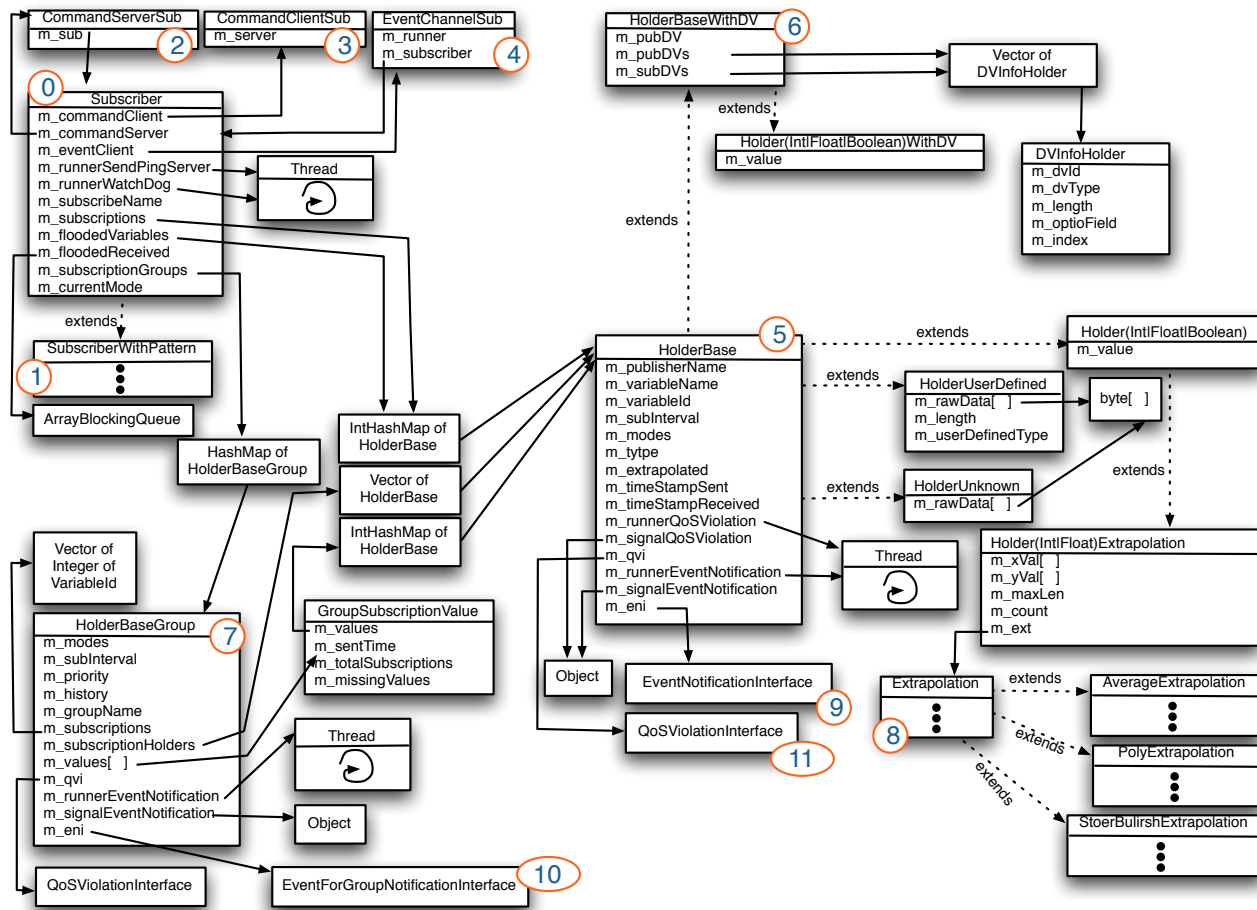 CommandServerSub
m_sub
2
CommandClientSub
m_server
3
EventChannelSub
m_runner
m_subscriber
4
0
Subscriber
m_commandClient
m_commandServer
m_eventClient
m_runnerSendPingServer
m_runnerWatchDog
m_subscribeName
m_subscriptions
m_floodedVariables
m_floodedReceived
m_subscriptionGroups
m_currentMode
Thread
extends
SubscriberWithPattern
1
ArrayBlockingQueue
HashMap of
HolderBaseGroup
IntHashMap of
HolderBase
Vector of
HolderBase
IntHashMap of
HolderBase
Vector of
Integer of
VariableId
HolderBaseGroup
7
m_modes
m_subInterval
m_priority
m_history
m_groupName
m_subscriptions
m_subscriptionHolders
m_values[ ]
m_qvi
m_runnerEventNotification
m_signalEventNotification
m_eni
GroupSubscriptionValue
m_values
m_sentTime
m_totalSubscriptions
m_missingValues
Thread
Object
QoSViolationInterface
EventForGroupNotificationInterface
10
HolderBaseWithDV
6
m_pubDV
m_pubDVs
m_subDVs
Vector of
DVInfoHolder
extends
Holder(IntlFloatlBoolean)WithDV
m_value
DVInfoHolder
m_dvId
m_dvType
m_length
m_optioField
m_index
extends
5
HolderBase
m_publisherName
m_variableName
m_variableId
m_subInterval
m_modes
m_tytpe
m_extrapolated
m_timeStampSent
m_timeStampReceived
m_runnerQoSViolation
m_signalQoSViolation
m_qvi
m_runnerEventNotification
m_signalEventNotification
m_eni
extends
Holder(IntlFloatlBoolean)
m_value
extends
HolderUserDefined
m_rawData[ ]
m_length
m_userDefinedType
byte[ ]
extends
HolderUnknown
m_rawData[ ]
extends
Thread
Holder(IntlFloat)Extrapolation
m_xVal[ ]
m_yVal[ ]
m_maxLen
m_count
m_ext
Object
EventNotificationInterface
9
QoSViolationInterface
11
Extrapolation
8
extends
AverageExtrapolation
extends
PolyExtrapolation
extends
StoerBulirshExtrapolation